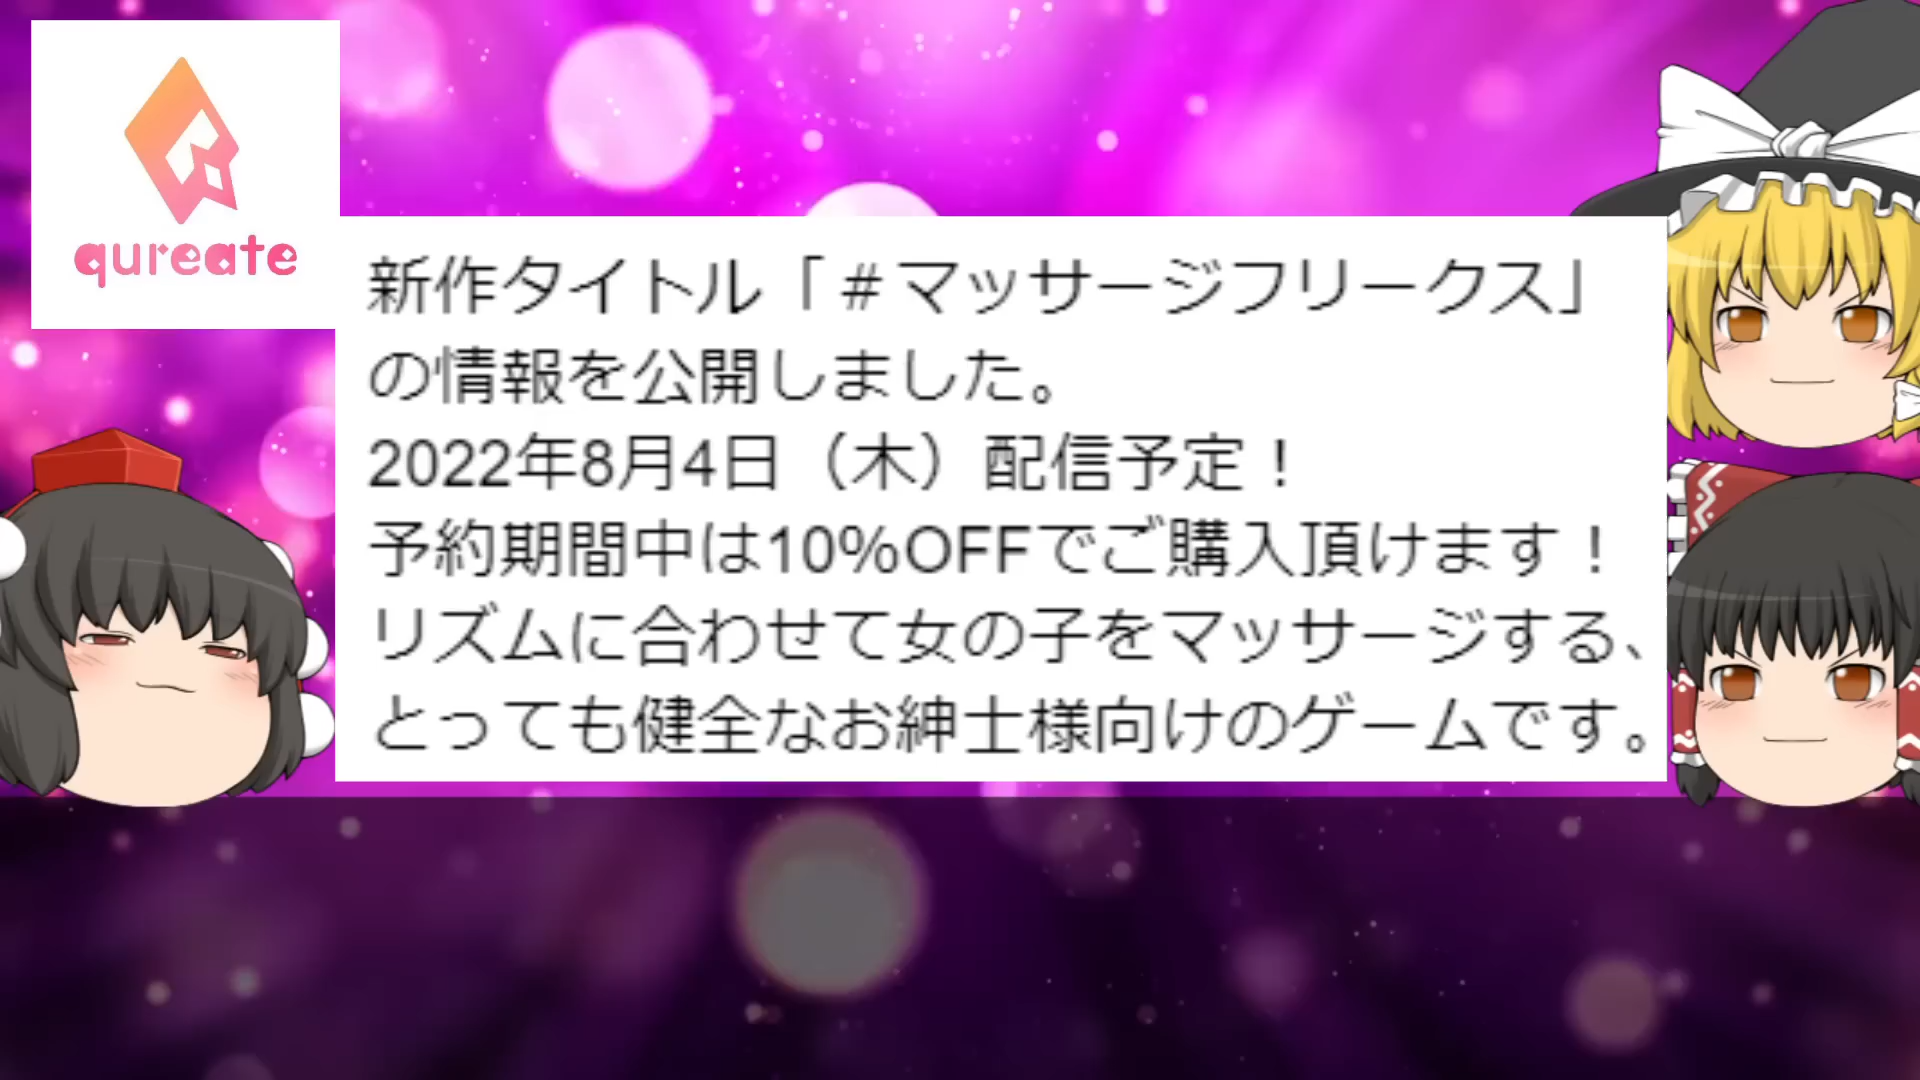 qureate
新作タイトル「＃マッサージフリークス」
の情報を公開しました。
2022年8月4日（木）配信予定！
予約期間中は10%OFFでご購入頂けます！
リズムに合わせて女の子をマッサージする、
とっても健全なお紳士様向けのゲームです。